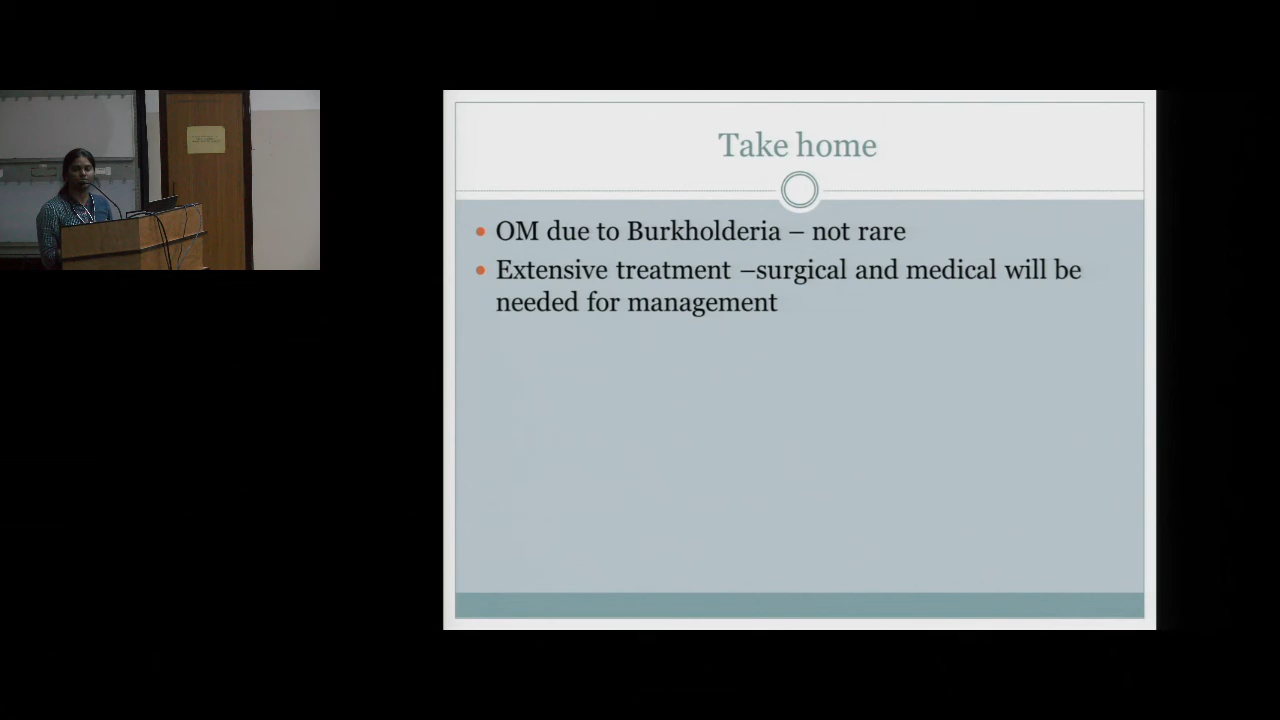 Take home
• OM due to Burkholderia – not rare
• Extensive treatment –surgical and medical will be
needed for management